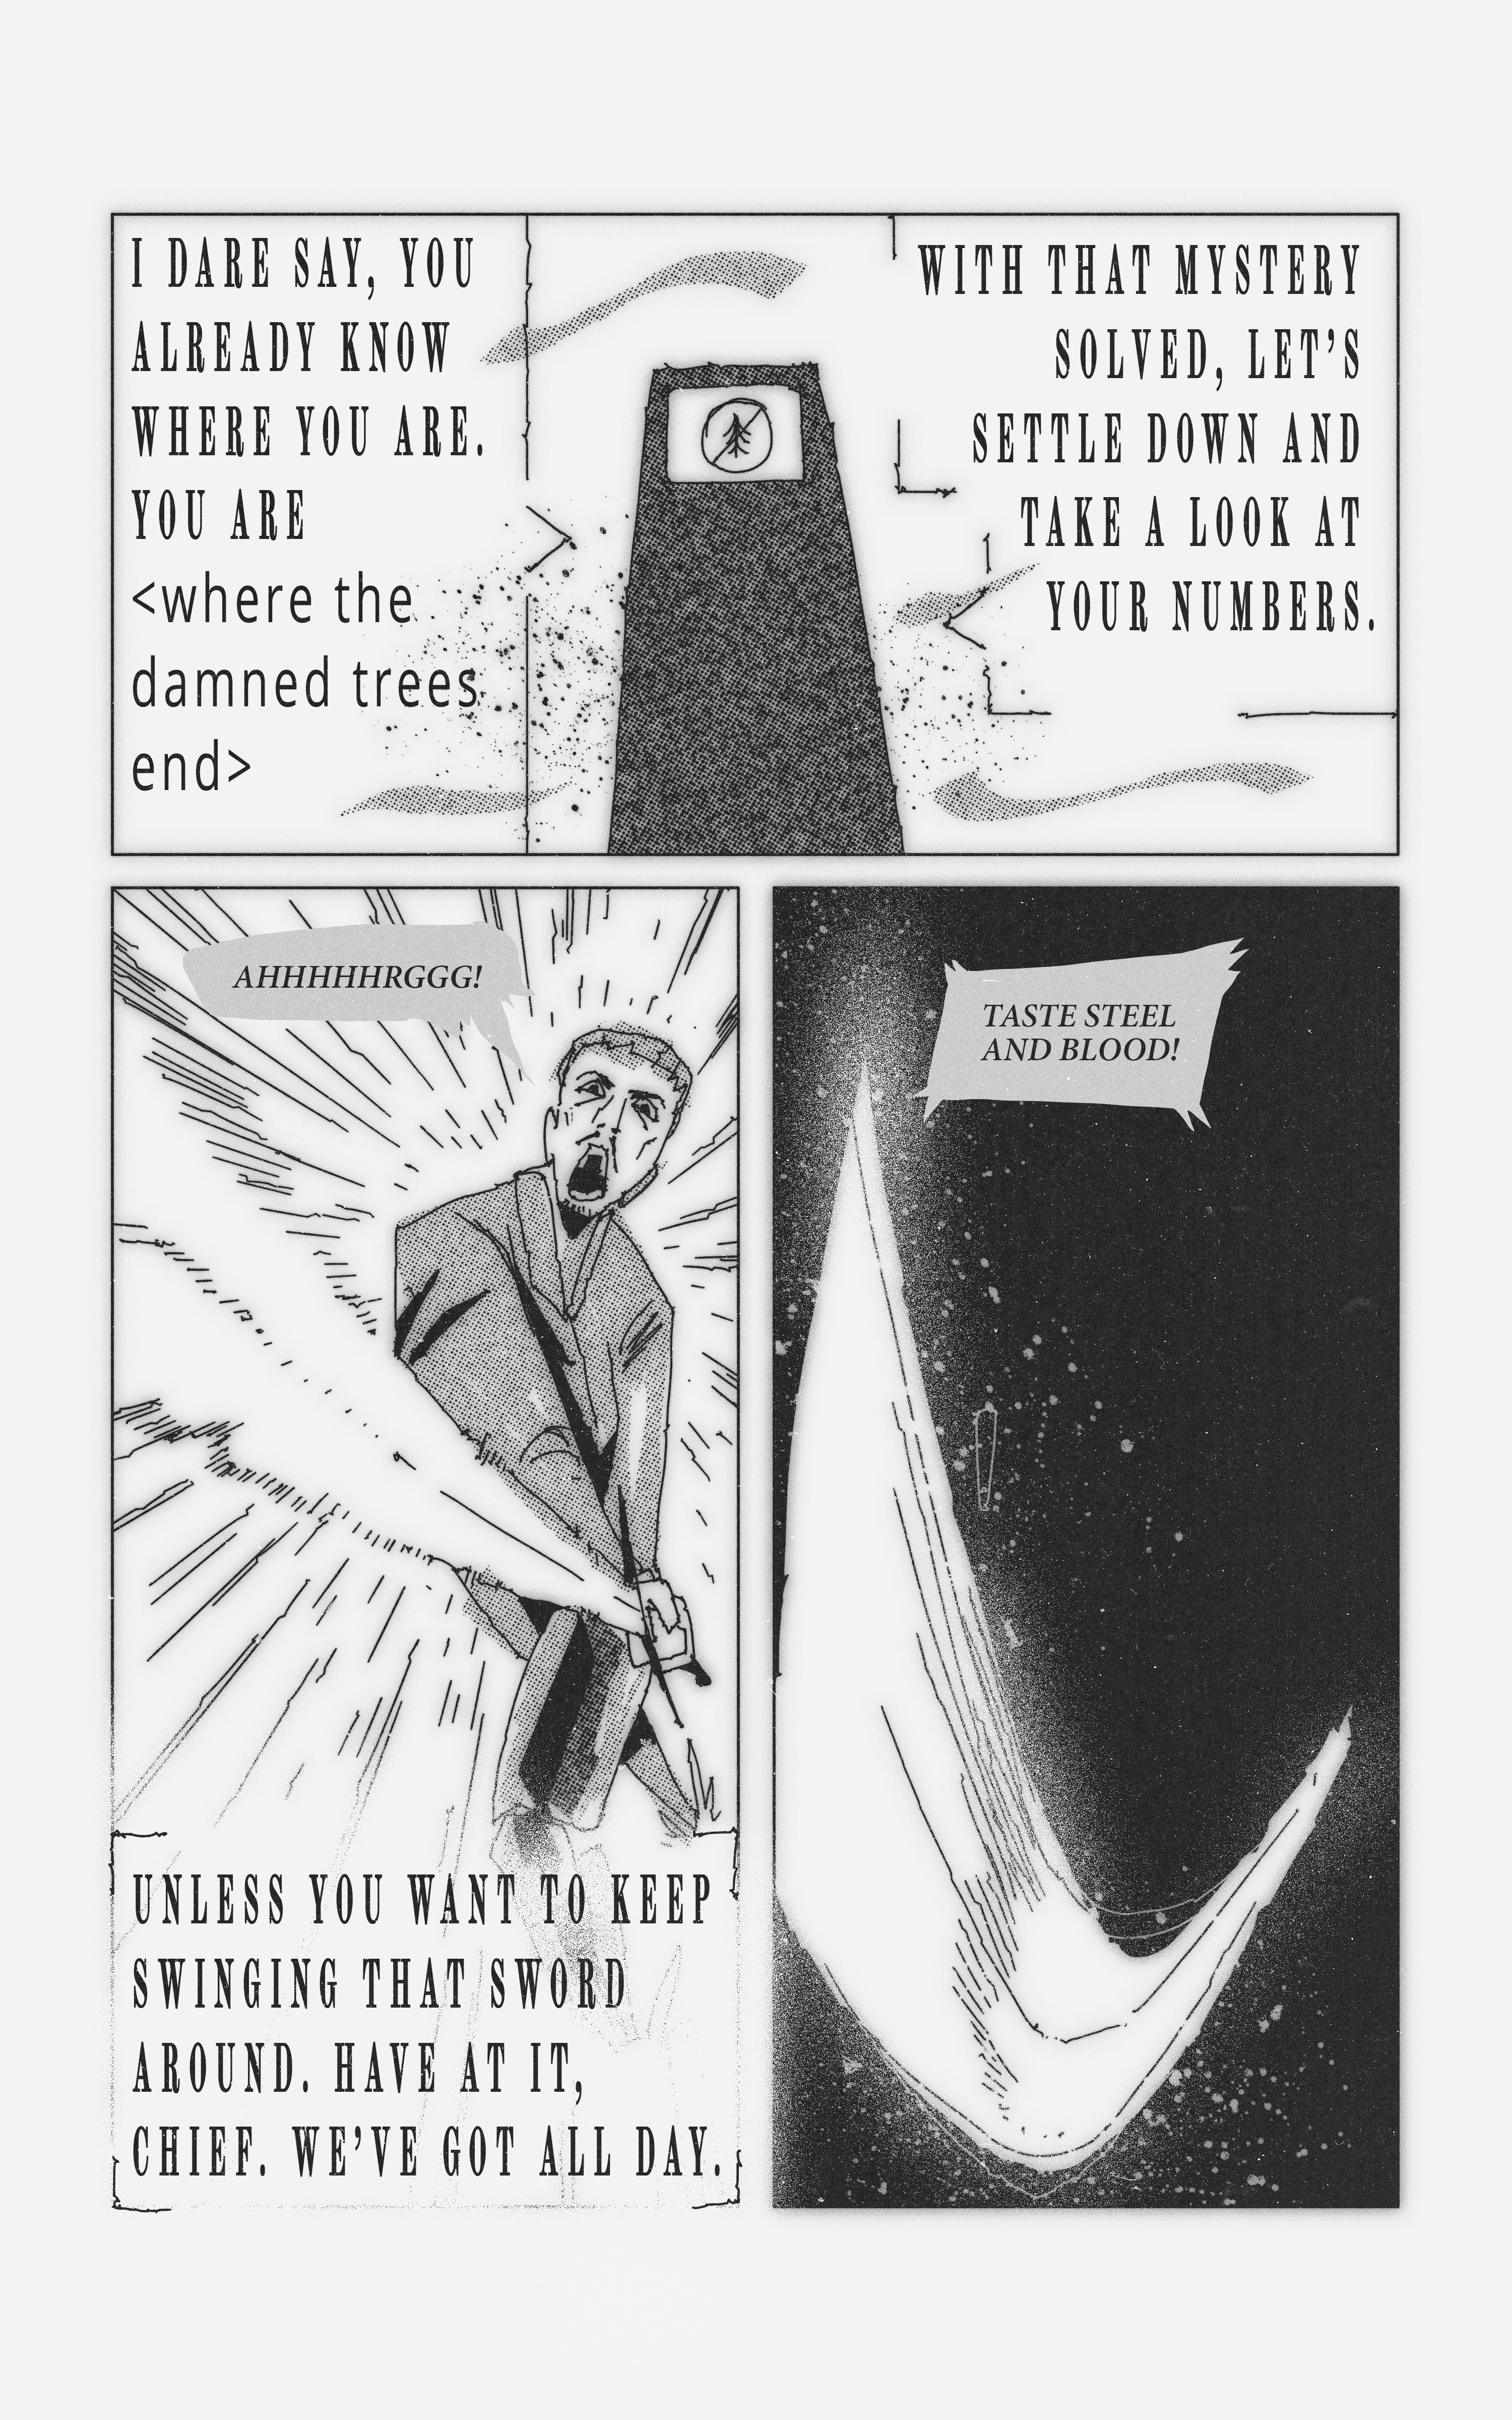 I DARE SAY, YOU
ALREADY KNOW
WHERE YOU ARE.
YOU ARE
<where the
damned trees
end>
WITH THAT MYSTERY
SOLVED, LET’S
SETTLE DOWN AND
TAKE A LOOK AT
YOUR NUMBERS.
AHHHHHRGGG!
UNLESS YOU WANT TO KEEP
SWINGING THAT SWORD
AROUND. HAVE AT IT,
CHIEF. WE’VE GOT ALL DAY.
TASTE STEEL
AND BLOOD!